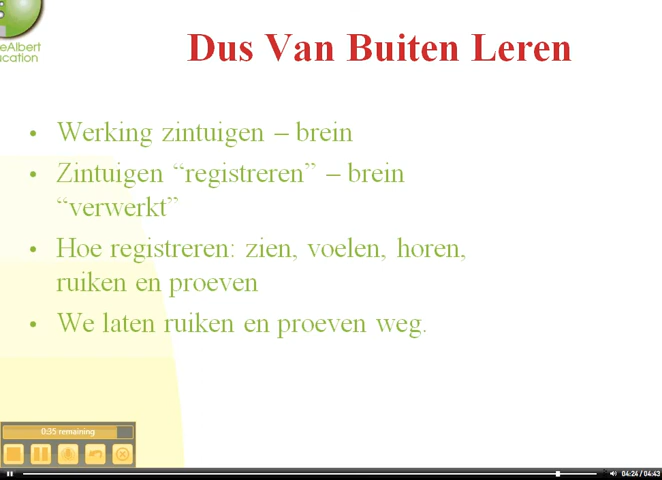 eAlbert
cation
Dus Van Buiten Leren
• Werking zintuigen – brein
• Zintuigen “registreren” – brein
“verwerkt”
• Hoe registreren: zien, voelen, horen,
ruiken en proeven
• We laten ruiken en proeven weg.
0:35 remaining
04:24/04:43